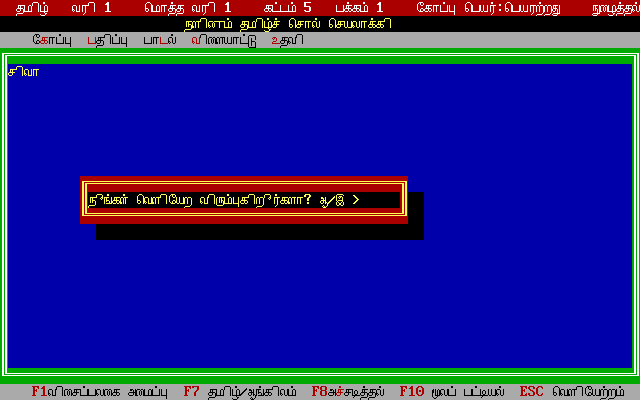 தமிழ் வரி 1 மொத்த வரி 1 கட்டம் 5 பக்கம் 1 கோப்பு பெயர்:பெயரற்றது நுழைத்தல்
நளினம் தமிழ்ச் சொல் செயலாக்கி
கோப்பு பதிப்பு பாடல் விளையாட்டு உதவி
சிவா
நீங்கள் வெளியேற விரும்புகிறீர்களா? ஆ/இ >
F1விசைப்பலகை அமைப்பு F7 தமிழ்/ஆங்கிலம் F8அச்சடித்தல் F10 மூலப் பட்டியல் ESC வெளியேற்றம்